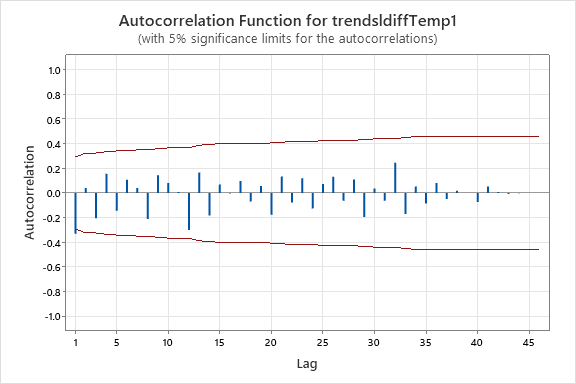 Autocorrelation Function for trendsldiffTemp1
(with 5% significance limits for the autocorrelations)
1.0
0.8
0.6
0.4
0.2
0.0
-0.2
-0.4
-0.6
-0.8
-1.0
Autocorrelation
1 5 10 15 20 25 30 35 40 45
Lag